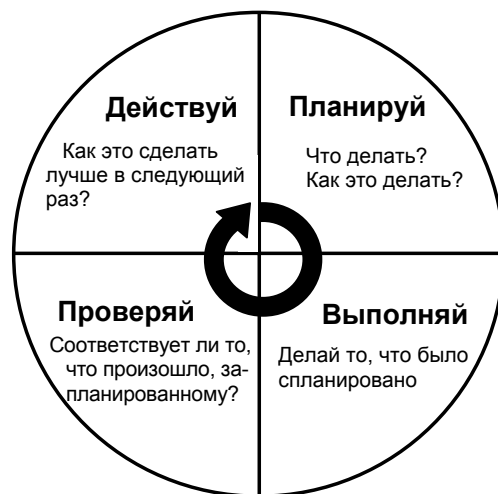 Действуй
Как это сделать
лучше в следующий
раз?
Планируй
Что делать?
Как это делать?
Проверяй
Соответствует ли то,
что произошло, за-
планированному?
Выполняй
Делай то, что было
спланировано